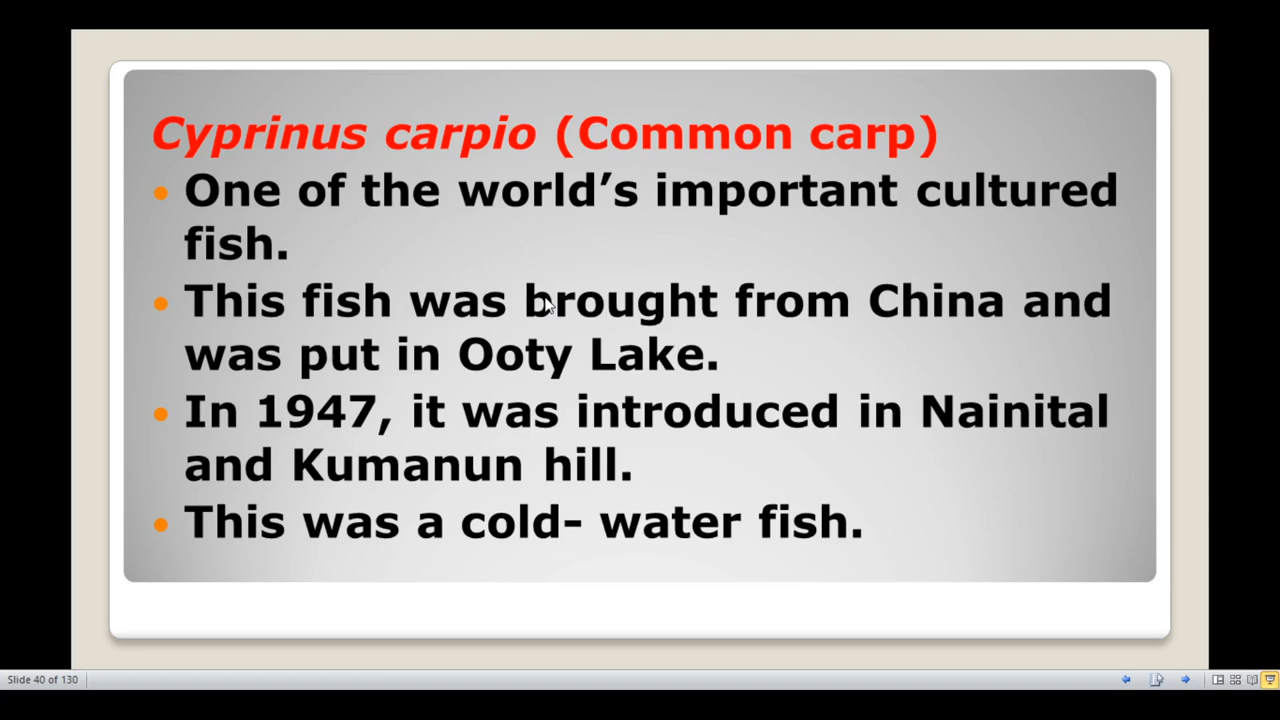 Cyprinus carpio (Common carp)
• One of the world’s important cultured
fish.
• This fish was brought from China and
was put in Ooty Lake.
• In 1947, it was introduced in Nainital
and Kumanun hill.
• This was a cold- water fish.
Slide 40 of 130